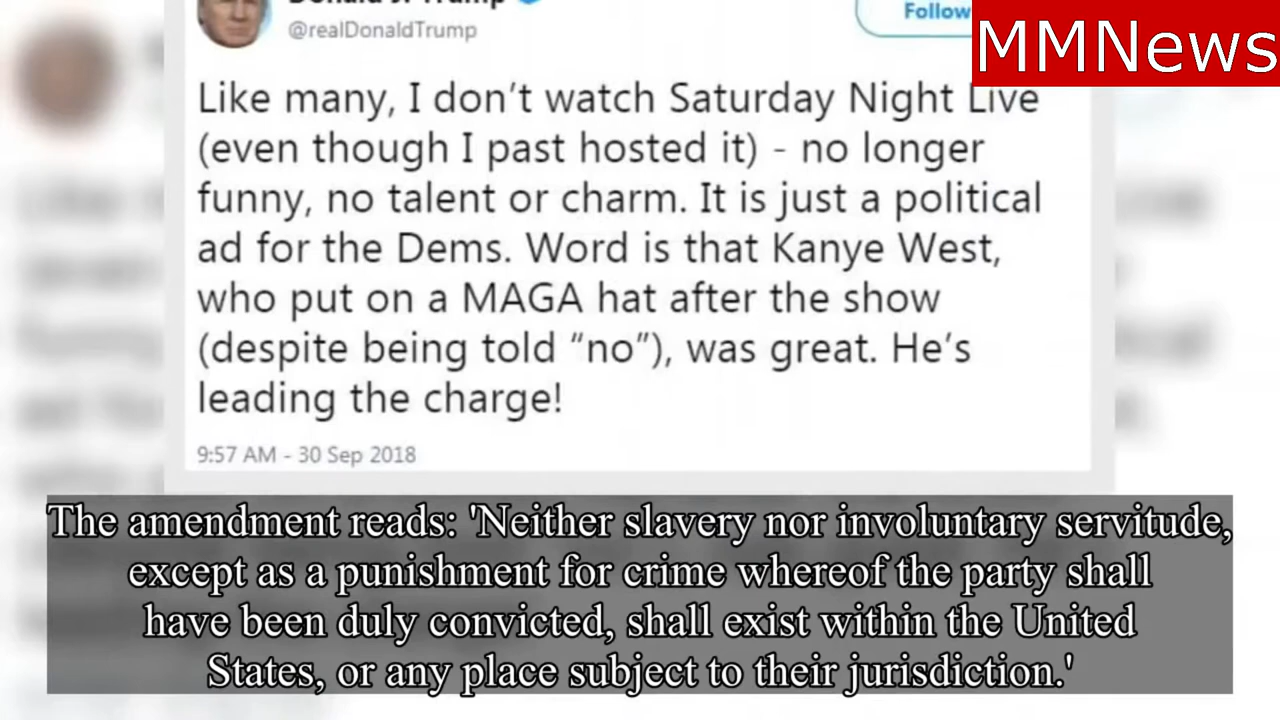 MMNews
Donald J. Trump
@realDonaldTrump
Follow
Like many, I don’t watch Saturday Night Live
(even though I past hosted it) - no longer
funny, no talent or charm. It is just a political
ad for the Dems. Word is that Kanye West,
who put on a MAGA hat after the show
(despite being told “no”), was great. He’s
leading the charge!
9:57 AM - 30 Sep 2018
The amendment reads: 'Neither slavery nor involuntary servitude,
except as a punishment for crime whereof the party shall
have been duly convicted, shall exist within the United
States, or any place subject to their jurisdiction.'